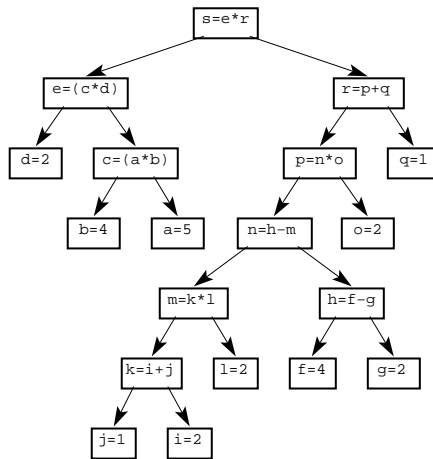 s=e*r
e=(c*d)
r=p+q
d=2
c=(a*b)
p=n*o
q=1
b=4
a=5
n=h-m
o=2
m=k*l
h=f-g
k=i+j
l=2
f=4
g=2
j=1
i=2